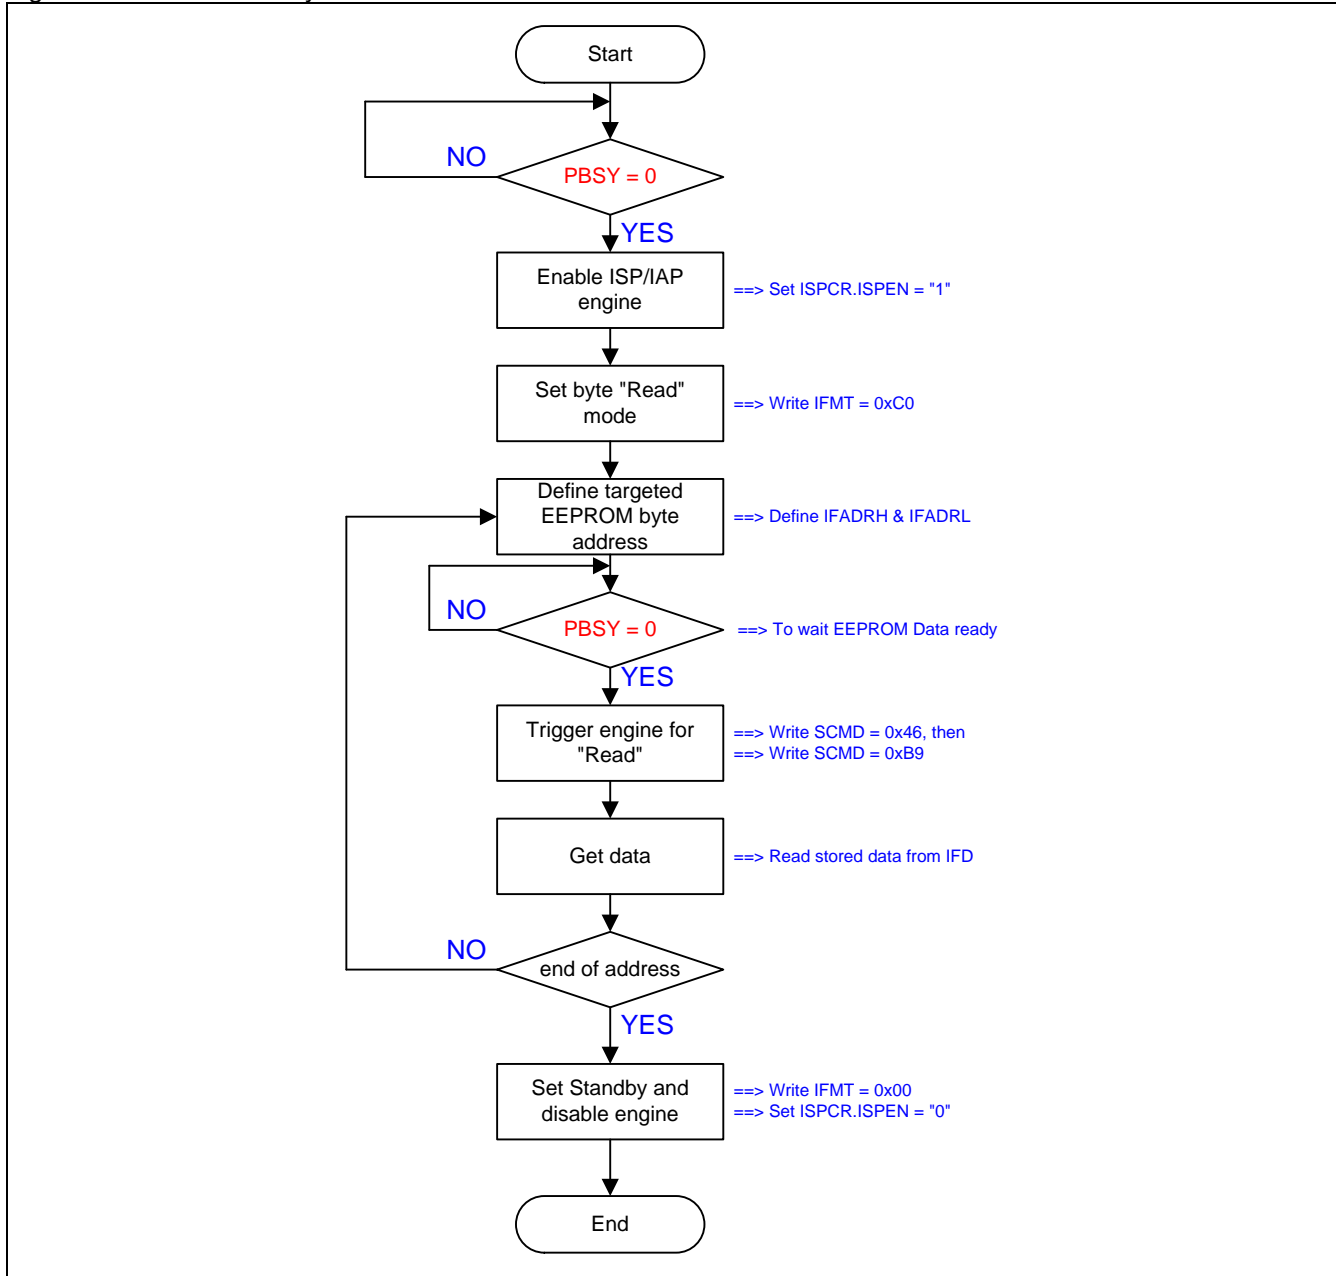 Start
NO
PBSY = 0
YES
Enable ISP/IAP
engine
==> Set ISPCR.ISPEN = "1"
Set byte "Read"
mode
==> Write IFMT = 0xC0
Define targeted
EEPROM byte
address
==> Define IFADRH & IFADRL
NO
PBSY = 0
==> To wait EEPROM Data ready
YES
Trigger engine for
"Read"
==> Write SCMD = 0x46, then
==> Write SCMD = 0xB9
Get data
==> Read stored data from IFD
NO
end of address
YES
Set Standby and
disable engine
==> Write IFMT = 0x00
==> Set ISPCR.ISPEN = "0"
End